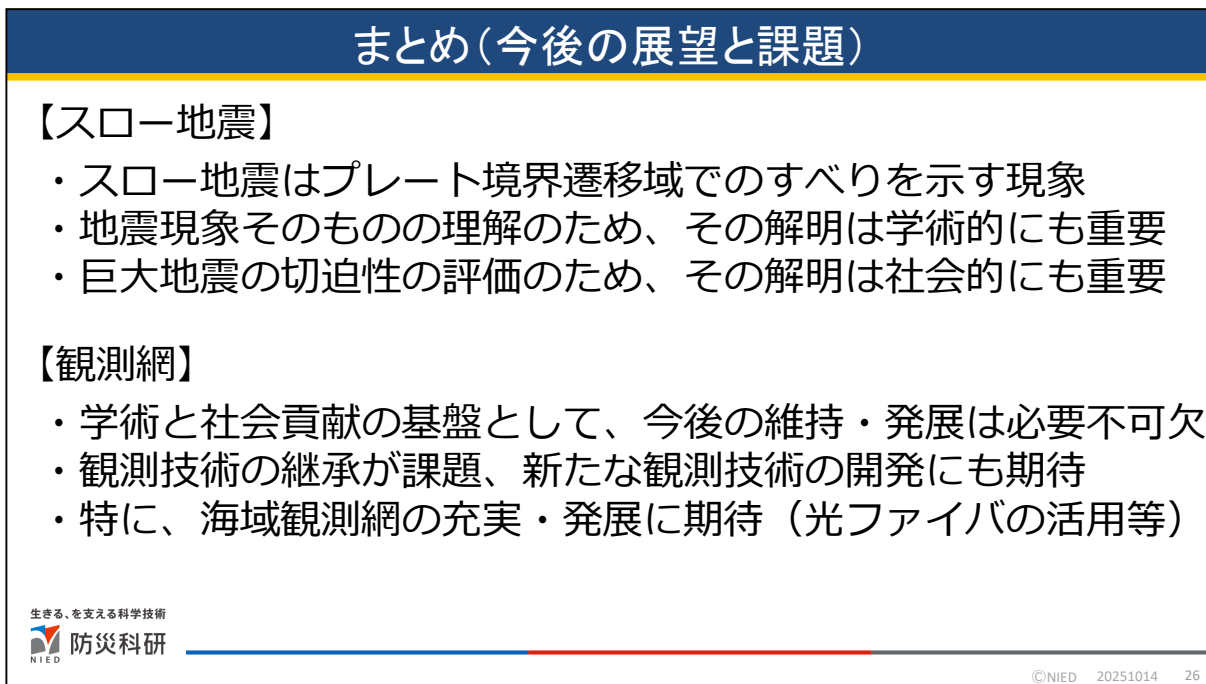 まとめ（今後の展望と課題）
【スロー地震】
・スロー地震はプレート境界遷移域でのすべりを示す現象
・地震現象そのものの理解のため、その解明は学術的にも重要
・巨大地震の切迫性の評価のため、その解明は社会的にも重要
【観測網】
・学術と社会貢献の基盤として、今後の維持・発展は必要不可欠
・観測技術の継承が課題、新たな観測技術の開発にも期待
・特に、海域観測網の充実・発展に期待（光ファイバの活用等）
生きる、を支える科学技術
防災科研
NIED
©NIED 20251014 26